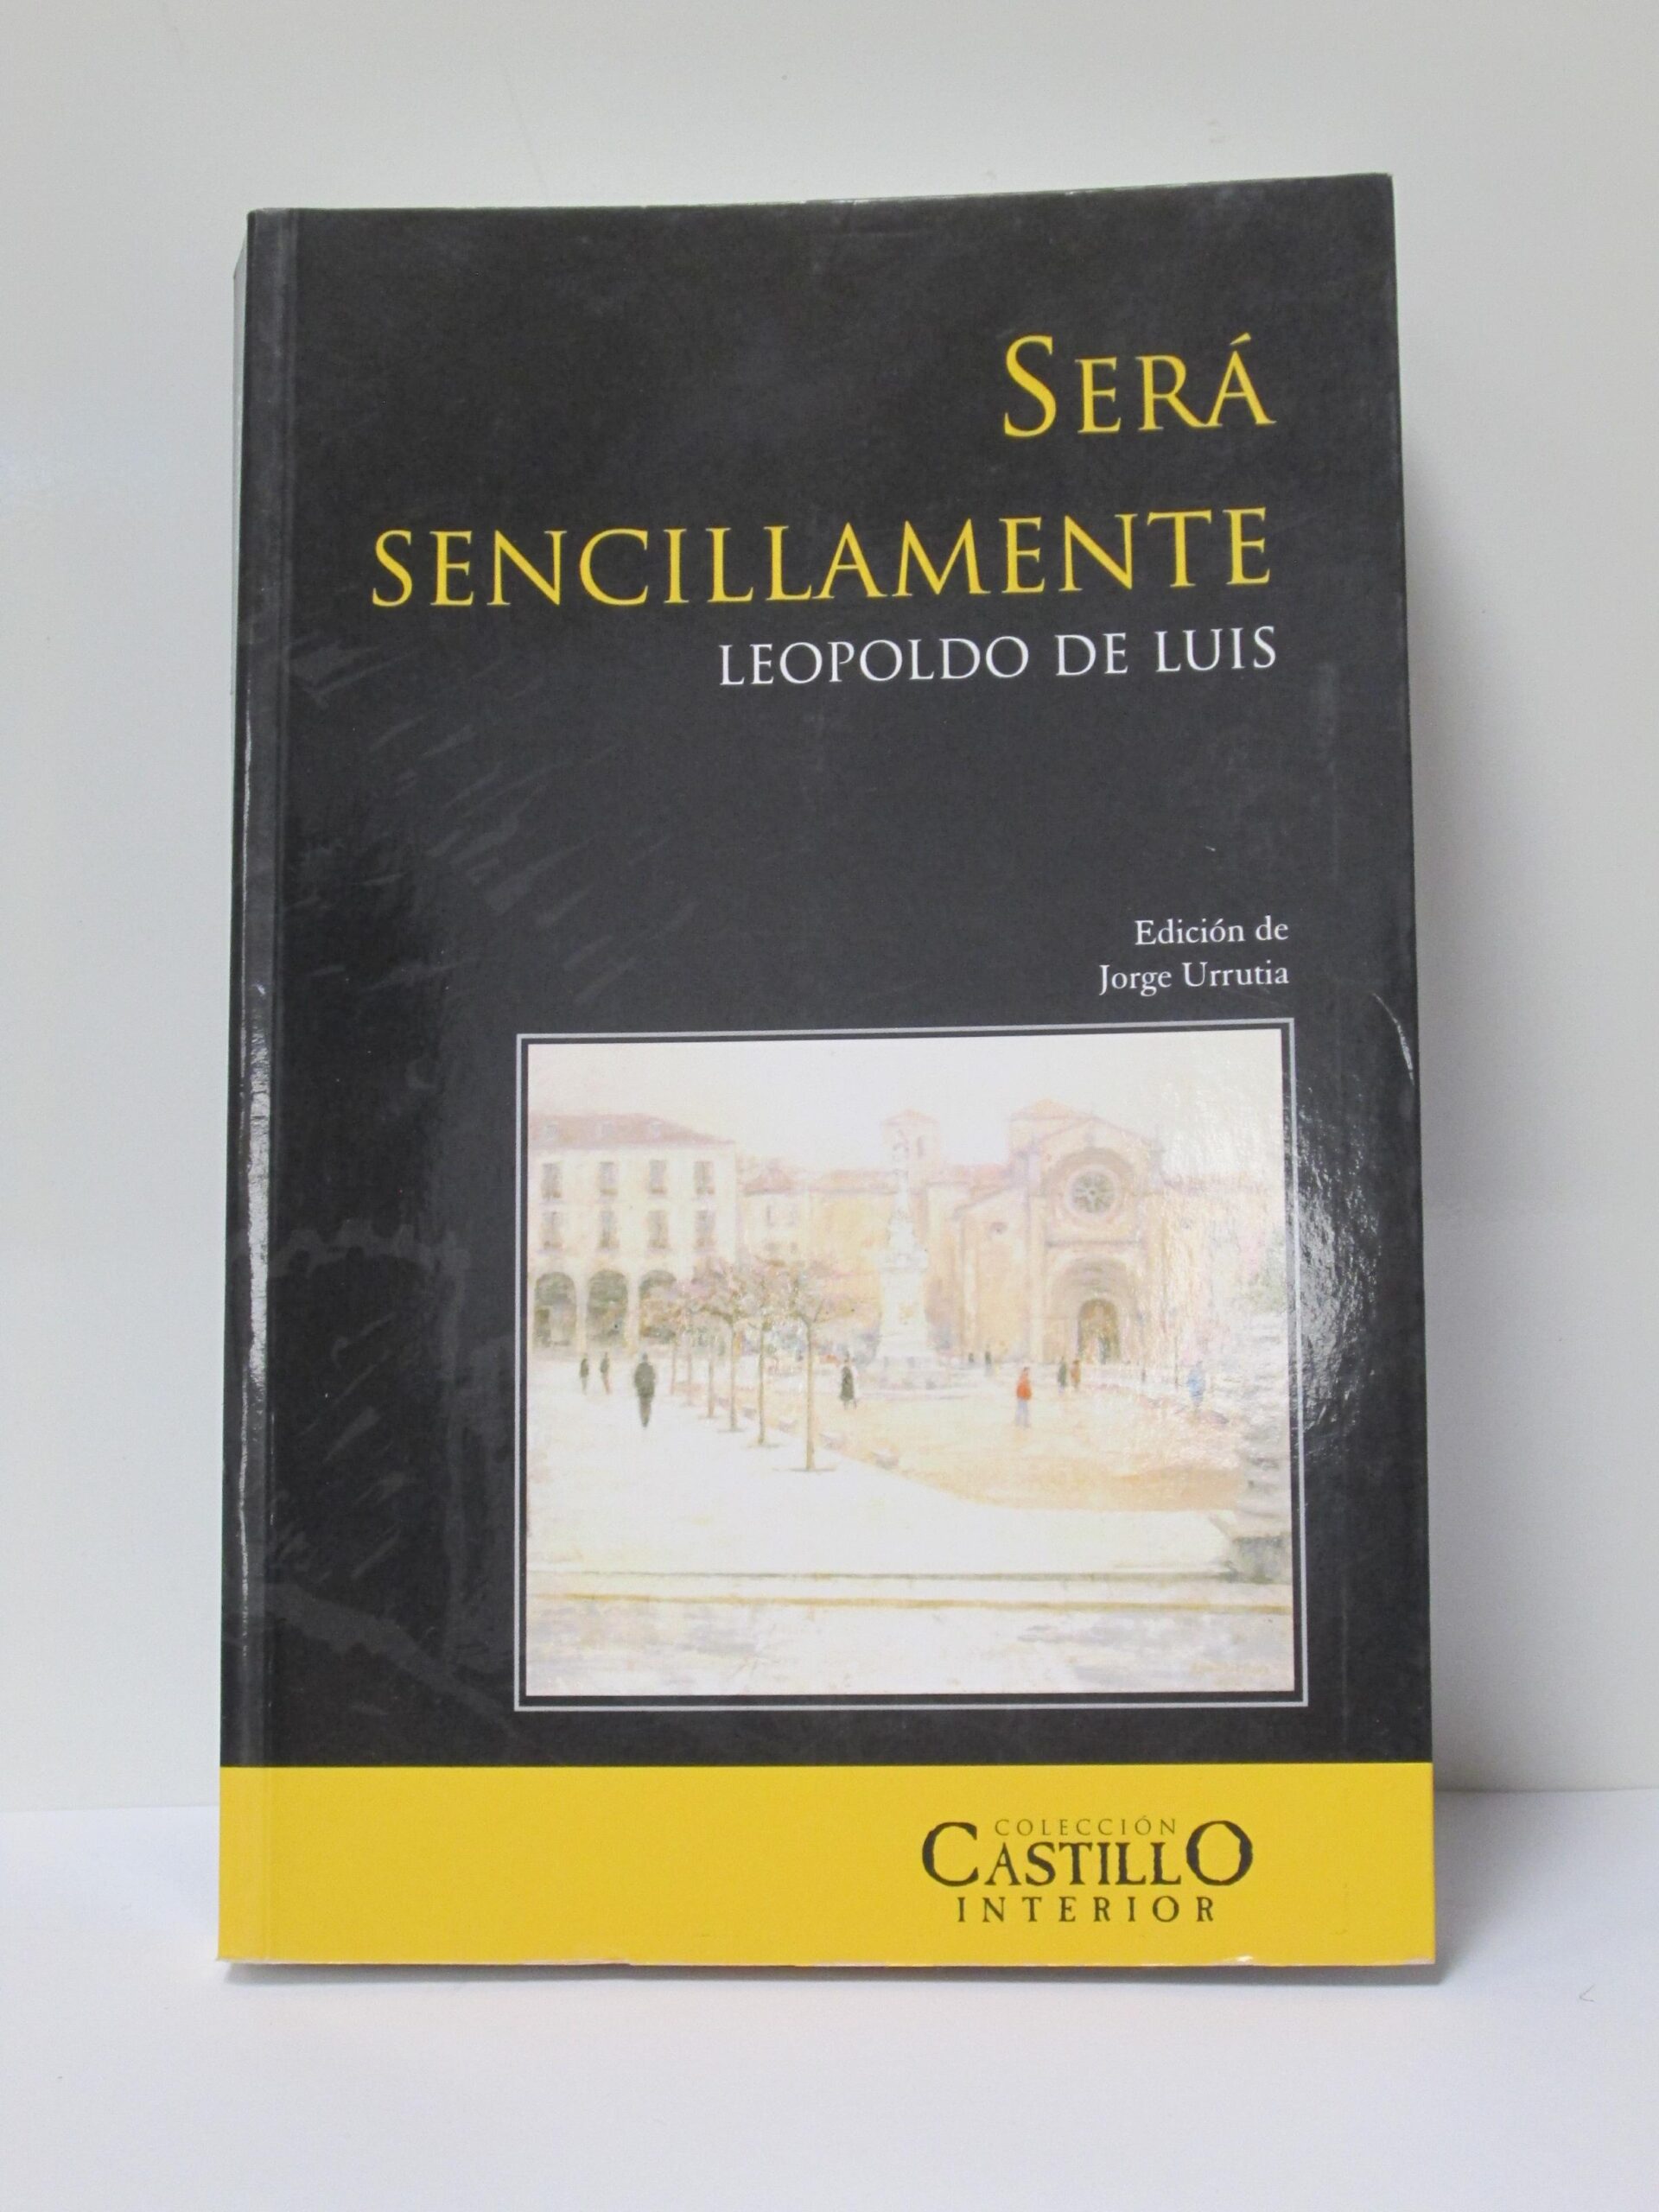 SERÁ
SENCILLAMENTE
LEOPOLDO DE LUIS
Edición de
Jorge Urrutia
COLECCIÓN
CASTILLO
INTERIOR